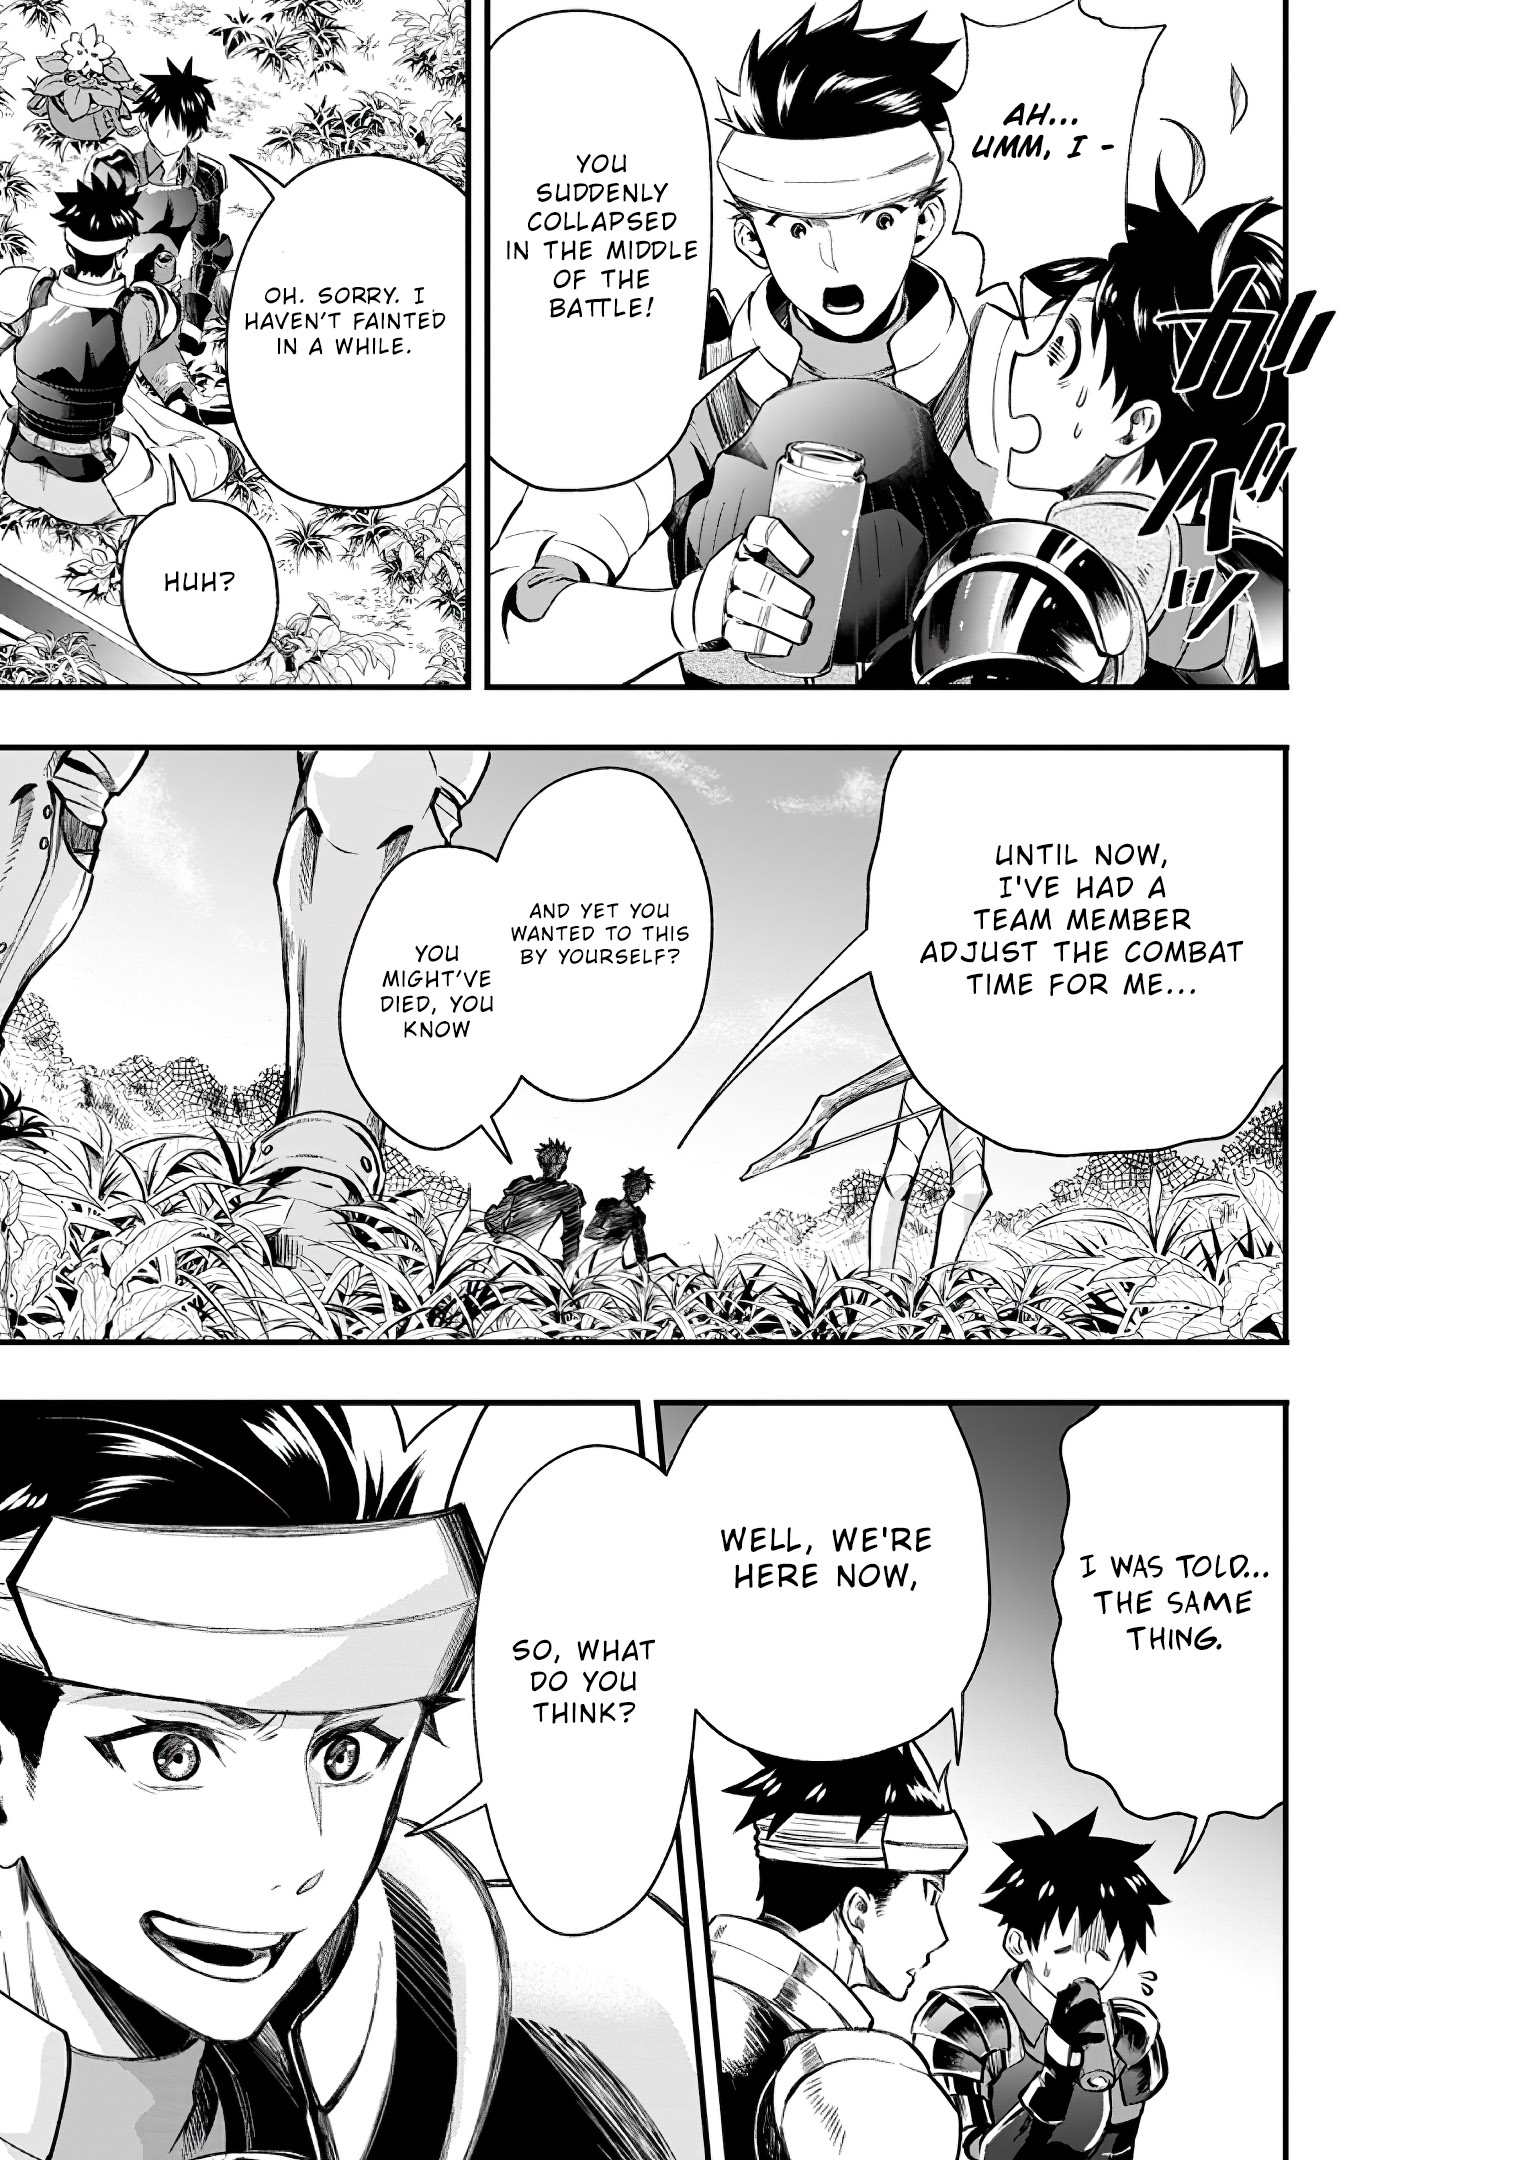 AH...
UMM, I -
YOU
SUDDENLY
COLLAPSED
IN THE MIDDLE
OF THE
BATTLE!
ガバッ
OH. SORRY. I
HAVEN'T FAINTED
IN A WHILE.
HUH?
UNTIL NOW,
I'VE HAD A
TEAM MEMBER
ADJUST THE COMBAT
TIME FOR ME...
AND YET YOU
WANTED TO THIS
BY YOURSELF?
YOU
MIGHT'VE
DIED, YOU
KNOW
I WAS TOLD...
THE SAME
THING.
WELL, WE'RE
HERE NOW,
SO, WHAT
DO YOU
THINK?